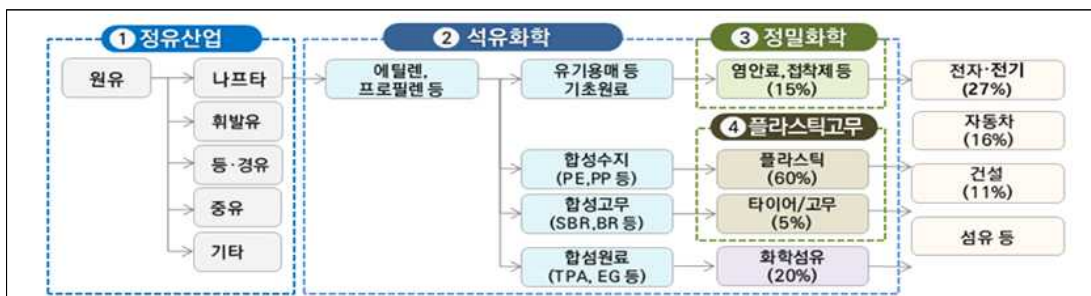 1 정유산업
2 석유화학
3 정밀화학
원유
나프타
휘발유
등·경유
중유
기타
에틸렌,
프로필렌 등
유기용매 등
기초원료
합성수지
(PE,PP 등)
합성고무
(SBR,BR 등)
합섬원료
(TPA, EG 등)
염안료,접착제 등
(15%)
4 플라스틱고무
플라스틱
(60%)
타이어/고무
(5%)
화학섬유
(20%)
전자·전기
(27%)
자동차
(16%)
건설
(11%)
섬유 등